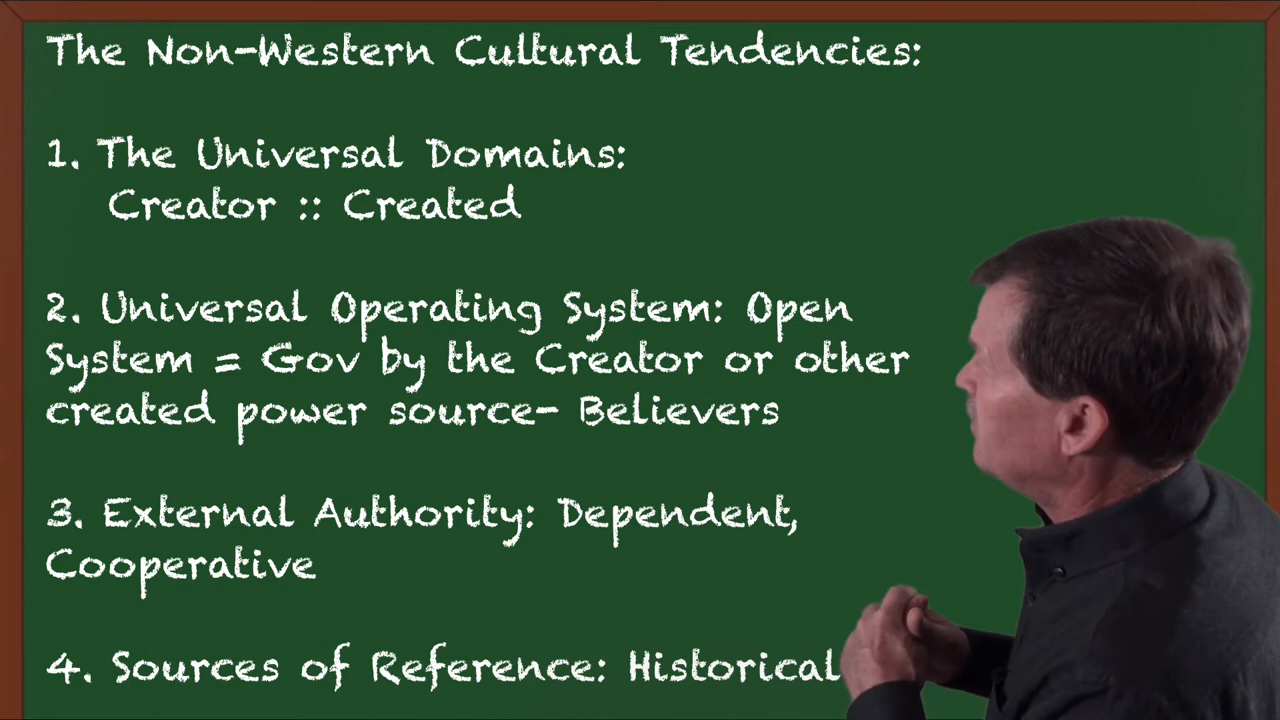 The Non-Western Cultural Tendencies:
1. The Universal Domains:
Creator :: Created
2. Universal Operating System: Open
System = Gov by the Creator or other
created power source- Believers
3. External Authority: Dependent,
Cooperative
4. Sources of Reference: Historical